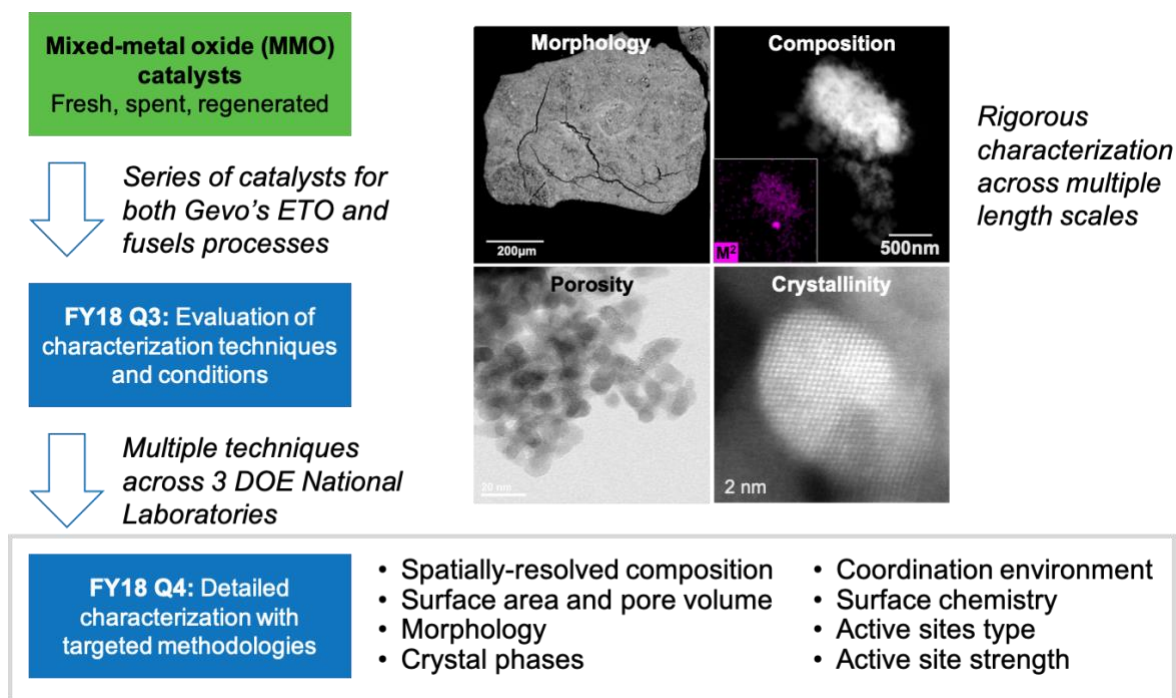 Mixed-metal oxide (MMO)
catalysts
Fresh, spent, regenerated
Series of catalysts for
both Gevo's ETO and
fusels processes
FY18 Q3: Evaluation of
characterization techniques
and conditions
Multiple techniques
across 3 DOE National
Laboratories
Morphology
200µm
Composition
M²
500nm
Porosity
20 nm
Crystallinity
2 nm
Rigorous
characterization
across multiple
length scales
FY18 Q4: Detailed
characterization with
targeted methodologies
• Spatially-resolved composition
• Surface area and pore volume
• Morphology
• Crystal phases
• Coordination environment
• Surface chemistry
• Active sites type
• Active site strength